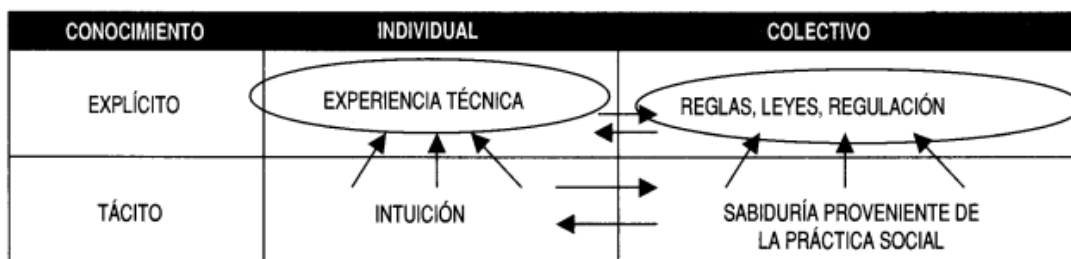 CONOCIMIENTO INDIVIDUAL COLECTIVO
EXPLÍCITO EXPERIENCIA TÉCNICA REGLAS, LEYES, REGULACIÓN
TÁCITO INTUICIÓN SABIDURÍA PROVENIENTE DE
LA PRÁCTICA SOCIAL